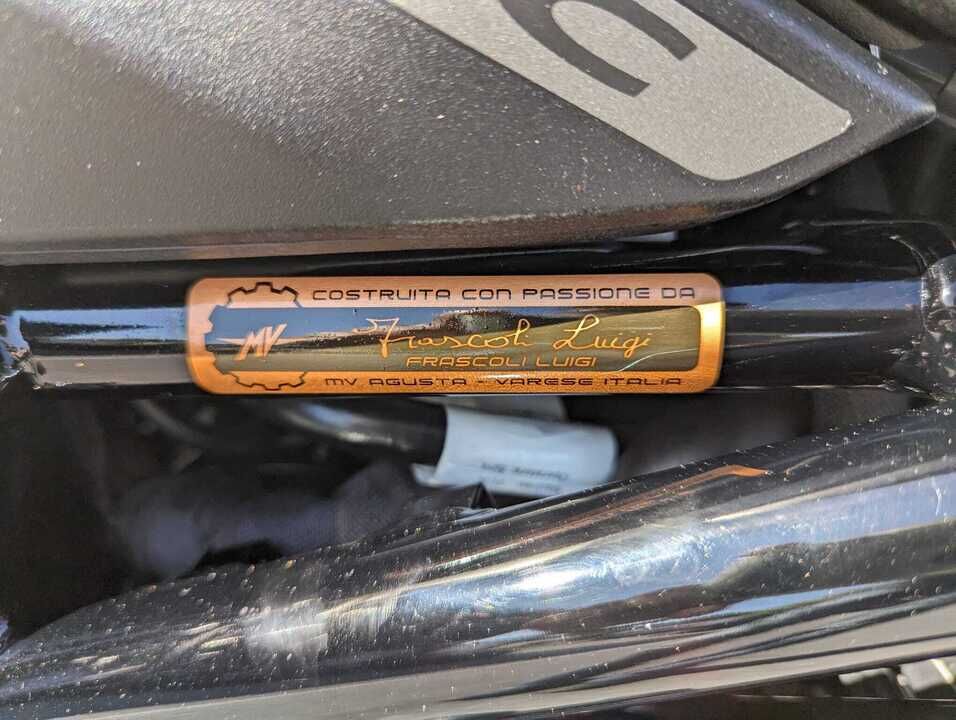 C
COSTRUITA CON PASSIONE DA
MV
Frascoli Luigi
FRASCOLI LUIGI
MV AGUSTA - VARESE ITALIA